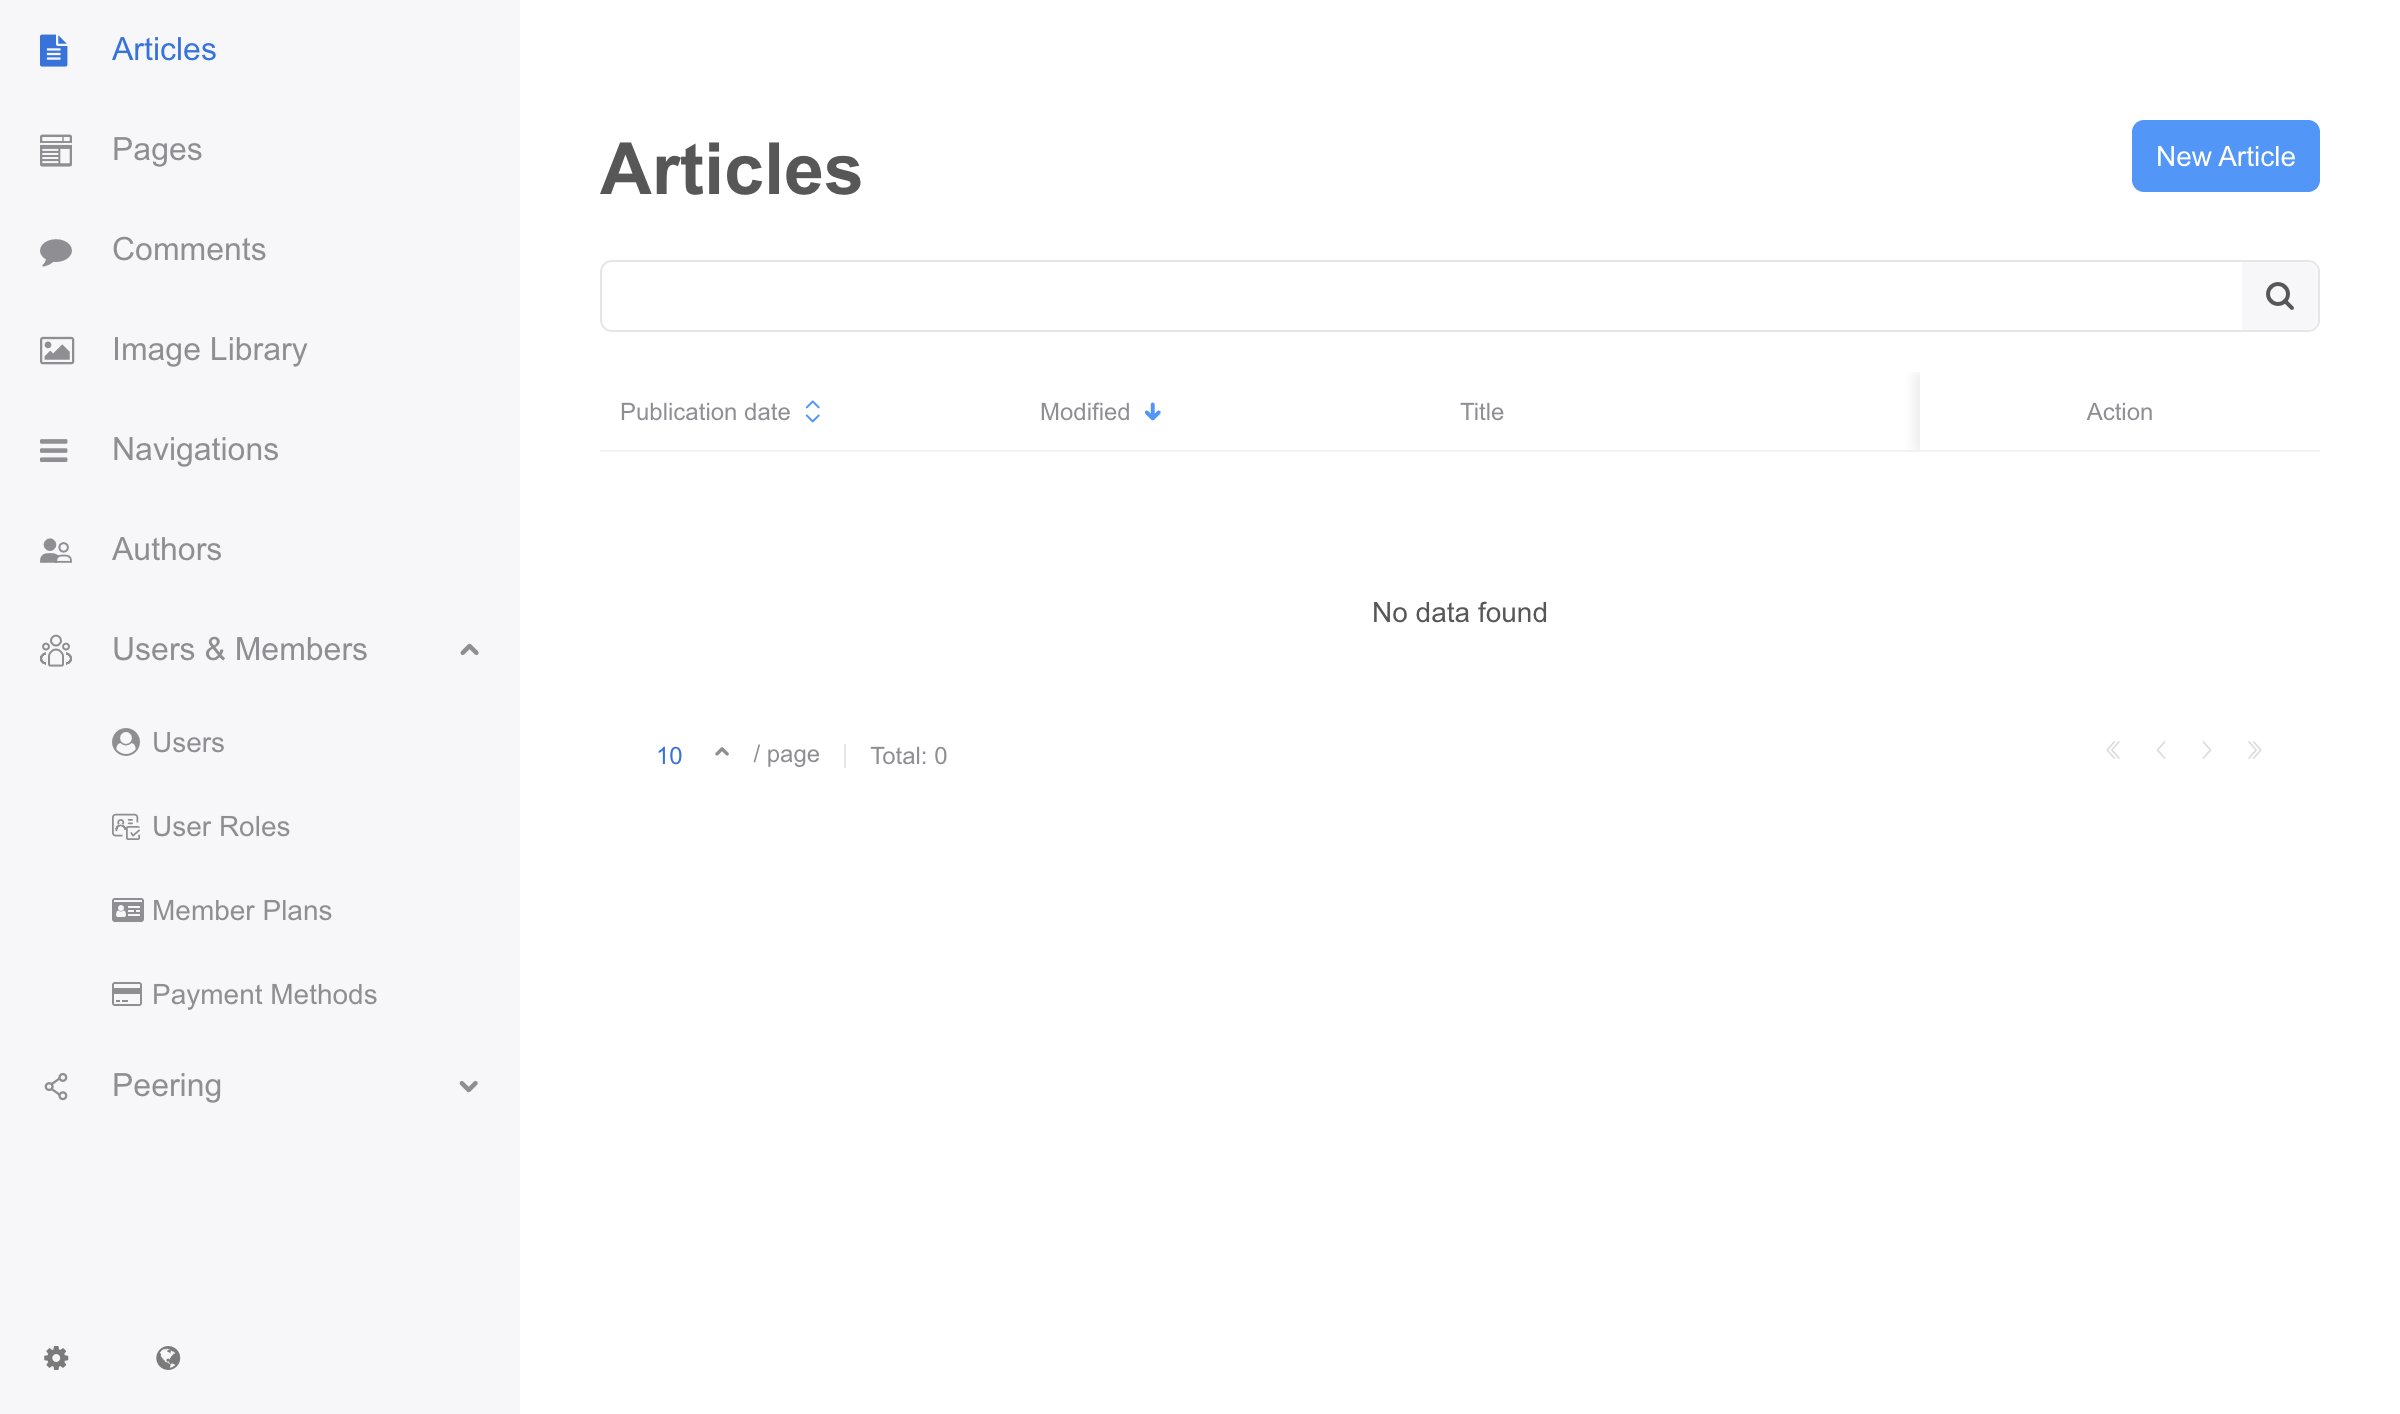 Articles
Pages
Comments
Image Library
Navigations
Authors
Users & Members
Users
User Roles
Member Plans
Payment Methods
Peering
Articles
New Article
Publication date
Modified
Title
Action
No data found
10 / page
Total: 0